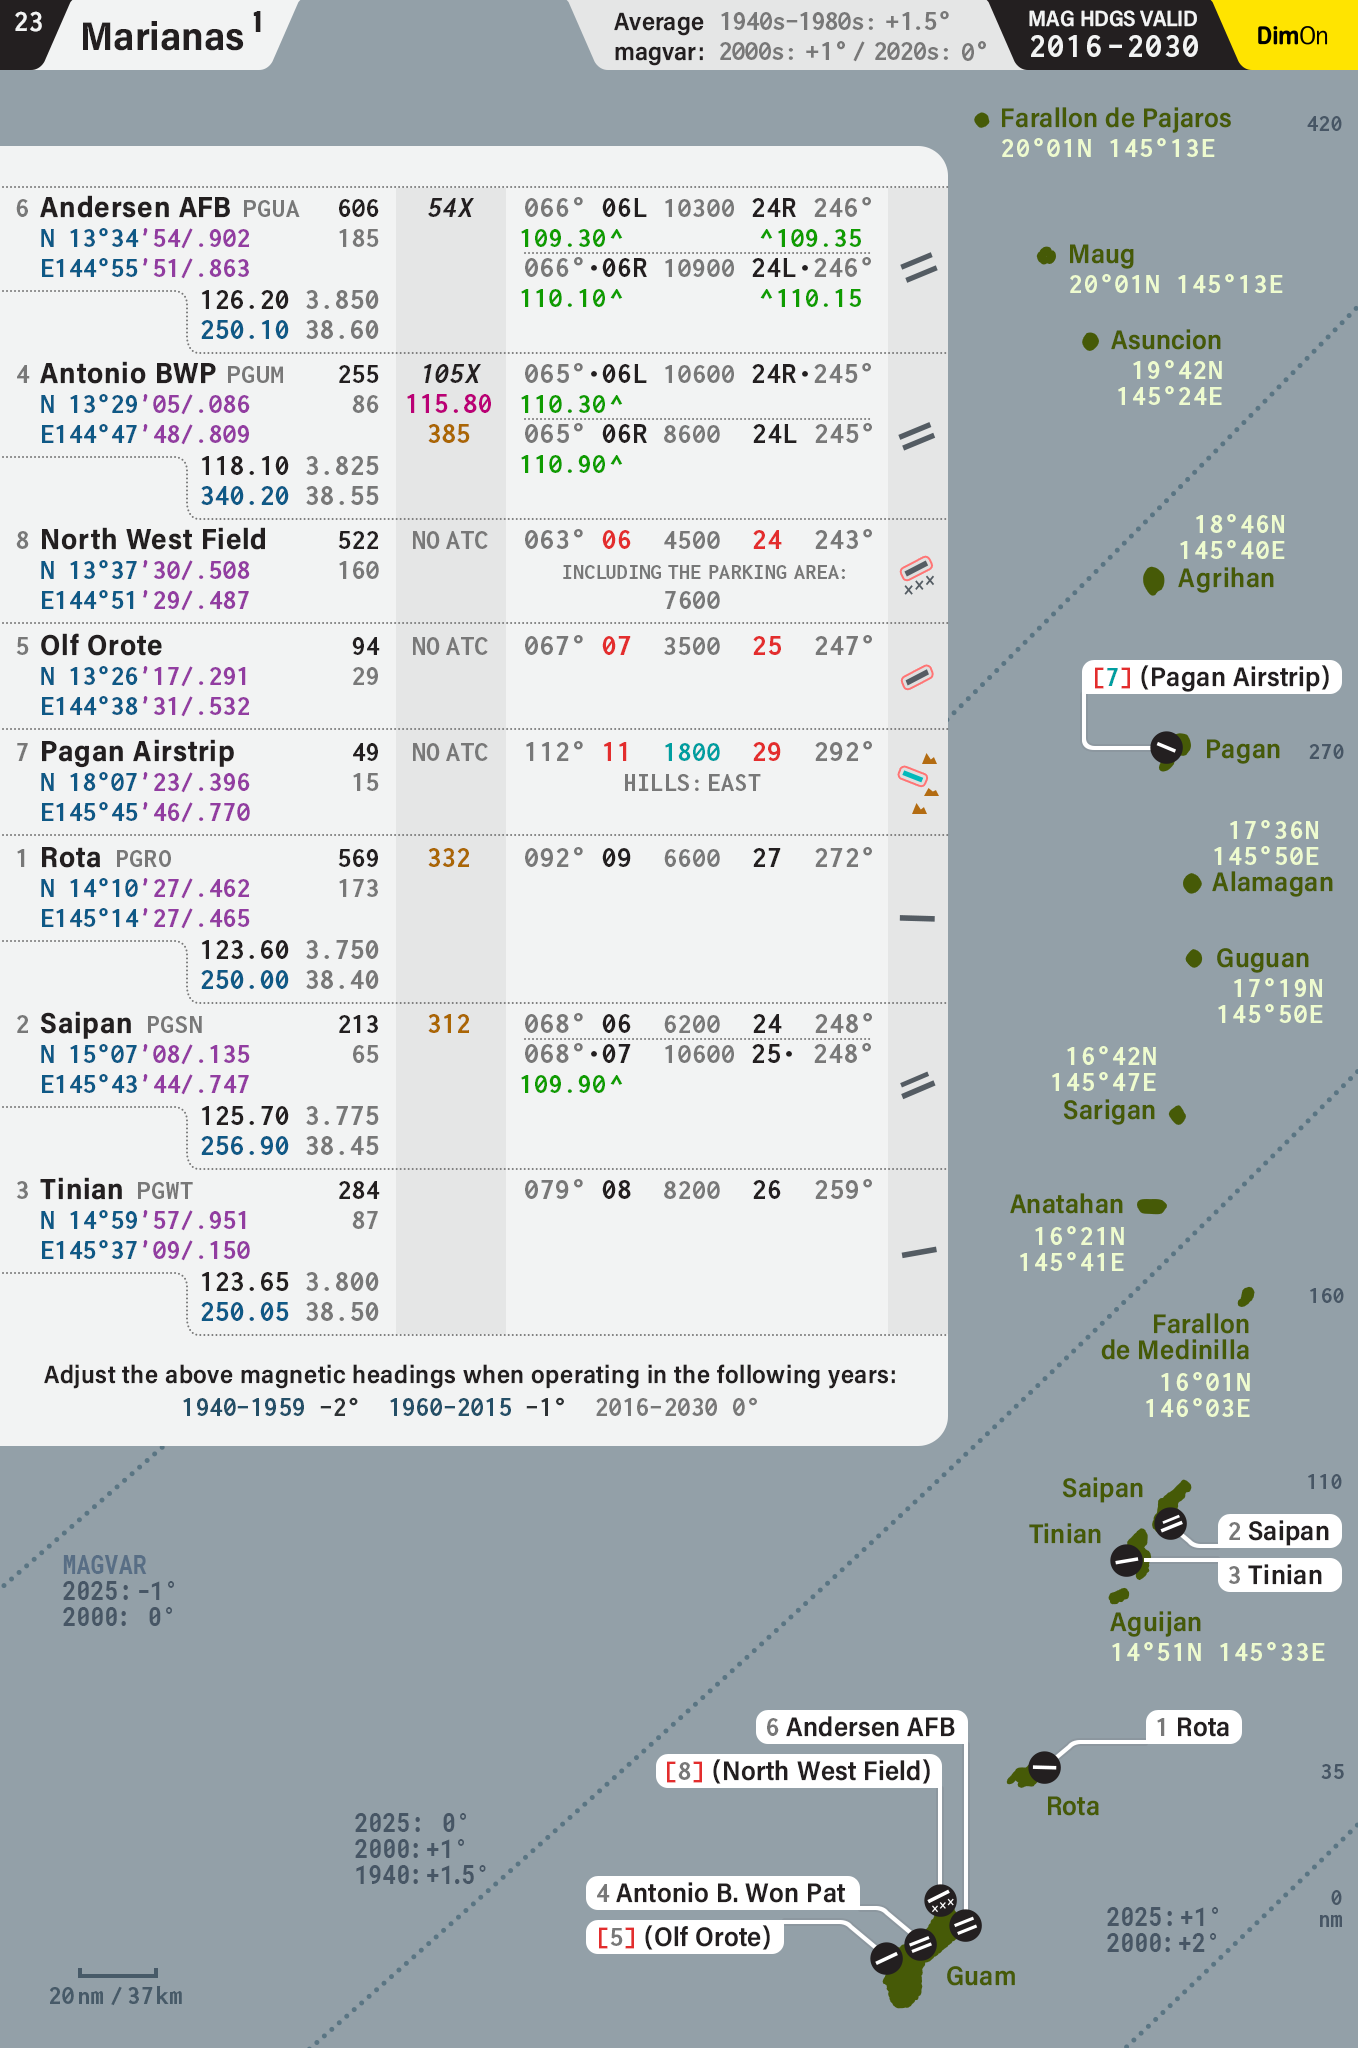 23
Marianas 1
Average 1940s-1980s: +1.5°
magvar: 2000s: +1° / 2020s: 0°
MAG HDGS VALID
2016-2030
DimOn
6 Andersen AFB PGUA 606 54X 066° 06L 10300 24R 246°
N 13°34'54/.902 185 109.30^ ^109.35
E144°55'51/.863 066°·06R 10900 24L·246°
126.20 3.850 110.10^ ^110.15
250.10 38.60
4 Antonio BWP PGUM 255 105X 065°·06L 10600 24R·245°
N 13°29'05/.086 86 115.80 110.30^
E144°47'48/.809 385 065° 06R 8600 24L 245°
118.10 3.825 110.90^
340.20 38.55
8 North West Field 522 NO ATC 063° 06 4500 24 243°
N 13°37'30/.508 160 INCLUDING THE PARKING AREA:
E144°51'29/.487 7600
xxx
5 Olf Orote 94 NO ATC 067° 07 3500 25 247°
N 13°26'17/.291 29
E144°38'31/.532
7 Pagan Airstrip 49 NO ATC 112° 11 1800 29 292°
N 18°07'23/.396 15 HILLS: EAST
E145°45'46/.770
1 Rota PGRO 569 332 092° 09 6600 27 272°
N 14°10'27/.462 173
E145°14'27/.465
123.60 3.750
250.00 38.40
2 Saipan PGSN 213 312 068° 06 6200 24 248°
N 15°07'08/.135 65 068°·07 10600 25· 248°
E145°43'44/.747 109.90^
125.70 3.775
256.90 38.45
3 Tinian PGWT 284 079° 08 8200 26 259°
N 14°59'57/.951 87
E145°37'09/.150
123.65 3.800
250.05 38.50
Adjust the above magnetic headings when operating in the following years:
1940-1959 -2° 1960-2015 -1° 2016-2030 0°
Farallon de Pajaros
20°01N 145°13E
420
Maug
20°01N 145°13E
Asuncion
19°42N
145°24E
18°46N
145°40E
Agrihan
[7] (Pagan Airstrip)
Pagan
270
17°36N
145°50E
Alamagan
Guguan
17°19N
145°50E
16°42N
145°47E
Sarigan
Anatahan
16°21N
145°41E
160
Farallon
de Medinilla
16°01N
146°03E
Saipan
110
2 Saipan
Tinian
3 Tinian
Aguijan
14°51N 145°33E
MAGVAR
2025: -1°
2000: 0°
6 Andersen AFB
1 Rota
[8] (North West Field)
35
Rota
2025: 0°
2000: +1°
1940: +1.5°
4 Antonio B. Won Pat
xxx
[5] (Olf Orote)
0
nm
2025: +1°
2000: +2°
Guam
20nm / 37km